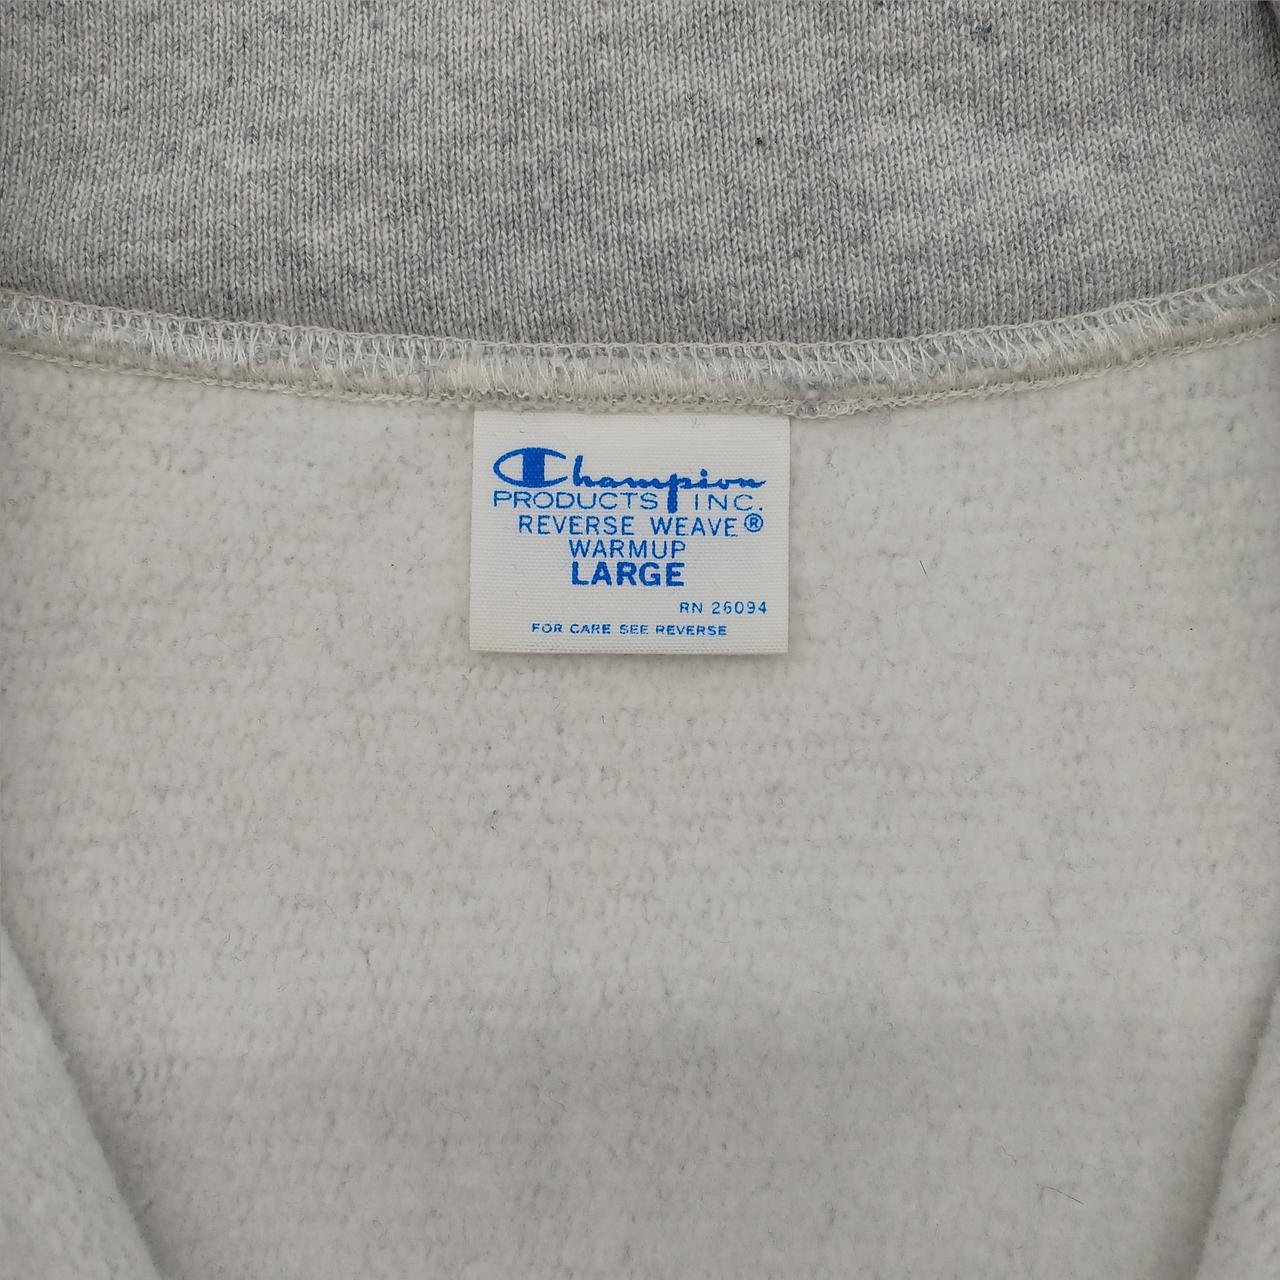 Champion
PRODUCTS INC.
REVERSE WEAVE®
WARMUP
LARGE
RN 26094
FOR CARE SEE REVERSE